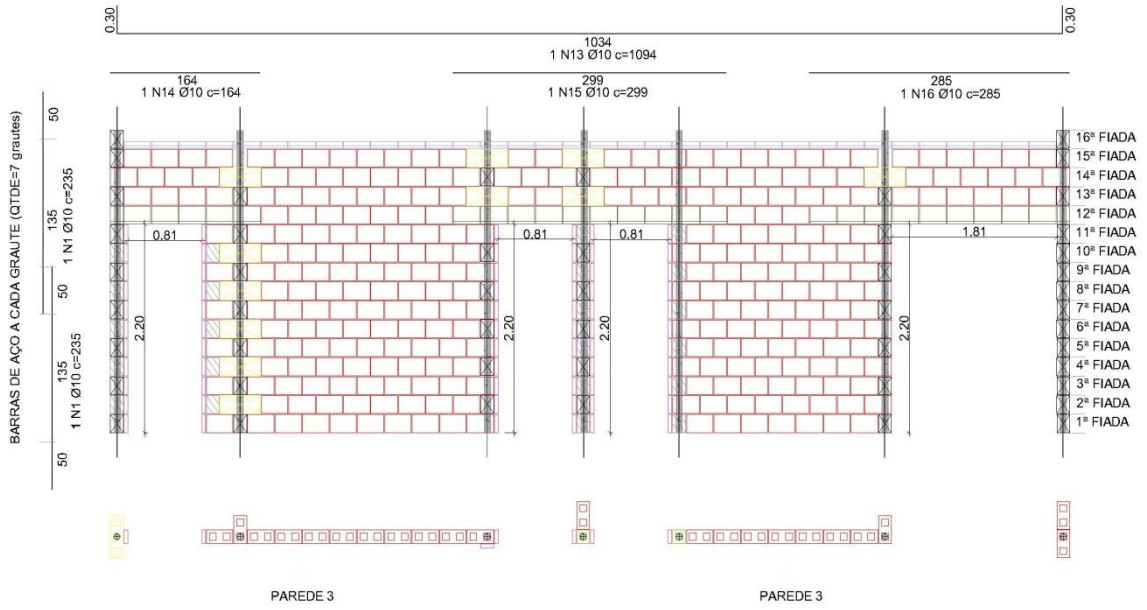 0.30
0.30
1034
1 N13 Ø10 c=1094
164
1 N14 Ø10 c=164
299
1 N15 Ø10 c=299
285
1 N16 Ø10 c=285
BARRAS DE AÇO A CADA GRAUTE (QTDE=7 grautes)
50
135
1 N1 Ø10 c=235
50
135
1 N1 Ø10 c=235
50
16ª FIADA
15ª FIADA
14ª FIADA
13ª FIADA
12ª FIADA
11ª FIADA
10ª FIADA
9ª FIADA
8ª FIADA
7ª FIADA
6ª FIADA
5ª FIADA
4ª FIADA
3ª FIADA
2ª FIADA
1ª FIADA
0.81
0.81
0.81
1.81
2.20
2.20
2.20
2.20
PAREDE 3
PAREDE 3